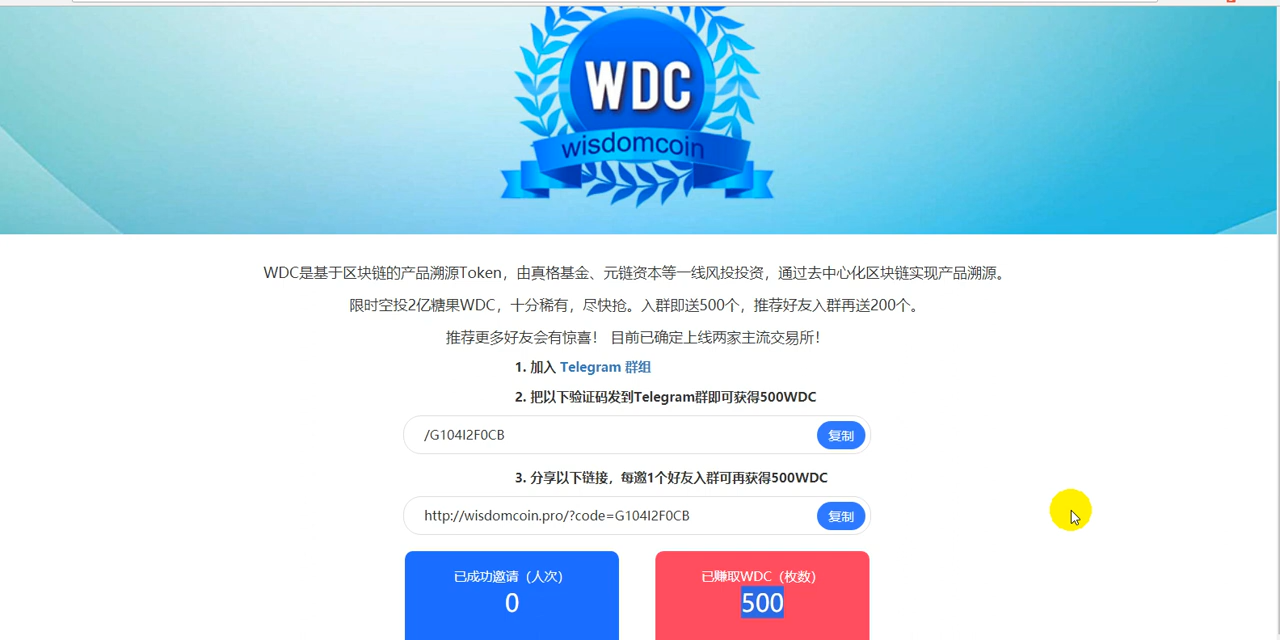 WDC
wisdomcoin
WDC是基于区块链的产品溯源Token，由真格基金、元链资本等一线风投投资，通过去中心化区块链实现产品溯源。
限时空投2亿糖果WDC，十分稀有，尽快抢。入群即送500个，推荐好友入群再送200个。
推荐更多好友会有惊喜！ 目前已确定上线两家主流交易所！
1. 加入 Telegram 群组
2. 把以下验证码发到Telegram群即可获得500WDC
/G104I2F0CB 复制
3. 分享以下链接，每邀1个好友入群可再获得500WDC
http://wisdomcoin.pro/?code=G104I2F0CB 复制
已成功邀请（人次） 已赚取WDC（枚数）
0 500